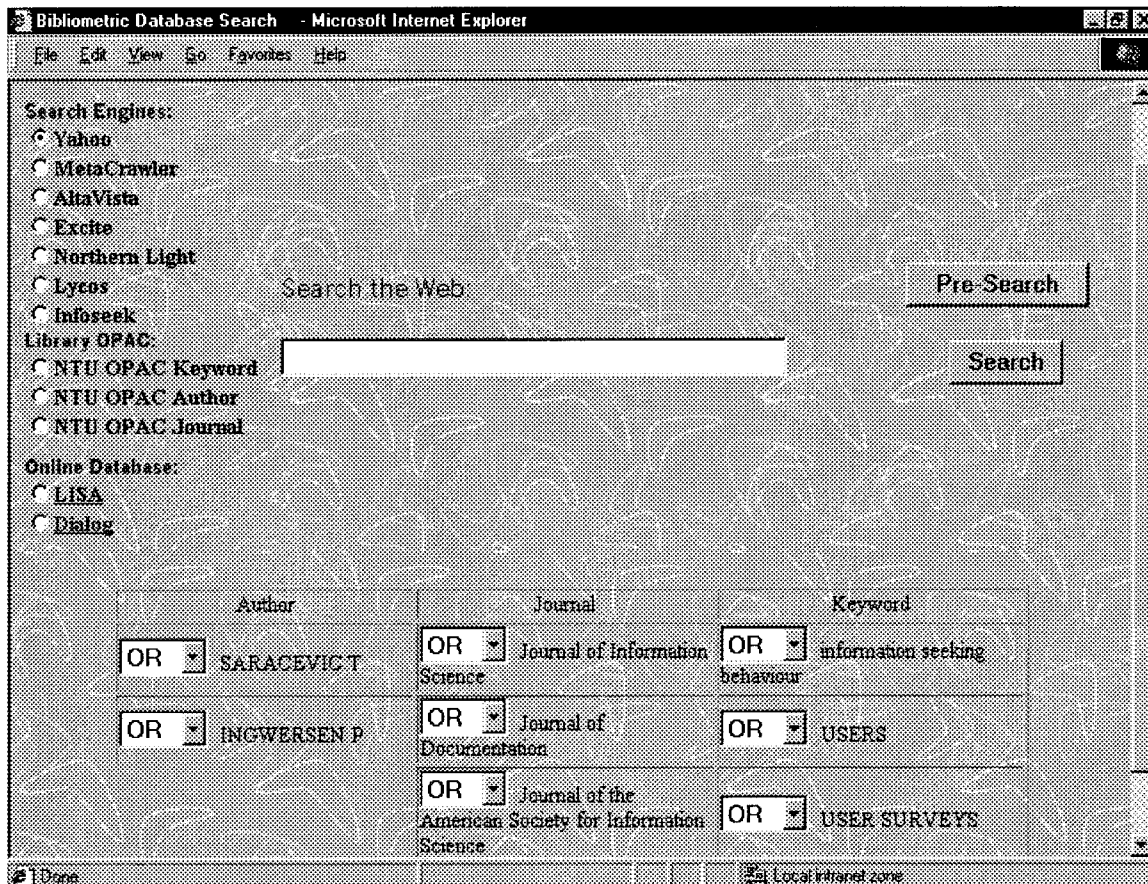 Bibliometric Database Search - Microsoft Internet Explorer
File Edit View Go Favorites Help
Search Engines:
Yahoo
MetaCrawler
AltaVista
Excite
Northern Light
Lycos
Infoseek
Search the Web:
Pre-Search
Library OPAC:
NTU OPAC Keyword
NTU OPAC Author
NTU OPAC Journal
Search
Online Database:
LISA
Dialog
Author Journal Keyword
OR SARACEVIC T
OR Journal of Information
Science
OR information seeking
behaviour
OR INGWERSEN P
OR Journal of
Documentation
OR USERS
OR Journal of the
American Society for Information
Science
OR USER SURVEYS
Done
Local intranet zone